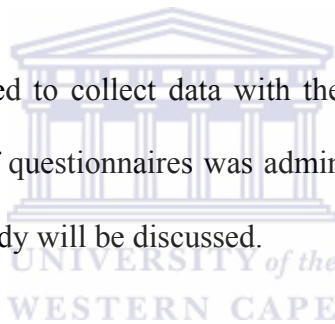 ed to collect data with the
questionnaires was admin
dy will be discussed.
UNIVERSITY of the
WESTERN CAPE